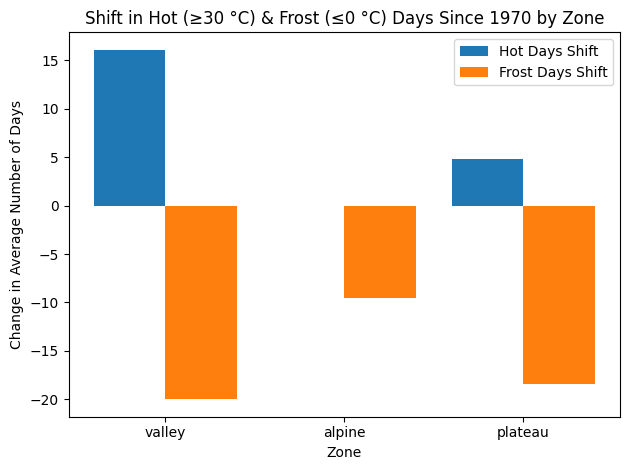 Shift in Hot (≥30 °C) & Frost (≤0 °C) Days Since 1970 by Zone
Hot Days Shift
Frost Days Shift
Change in Average Number of Days
15
10
5
0
−5
−10
−15
−20
valley alpine plateau
Zone